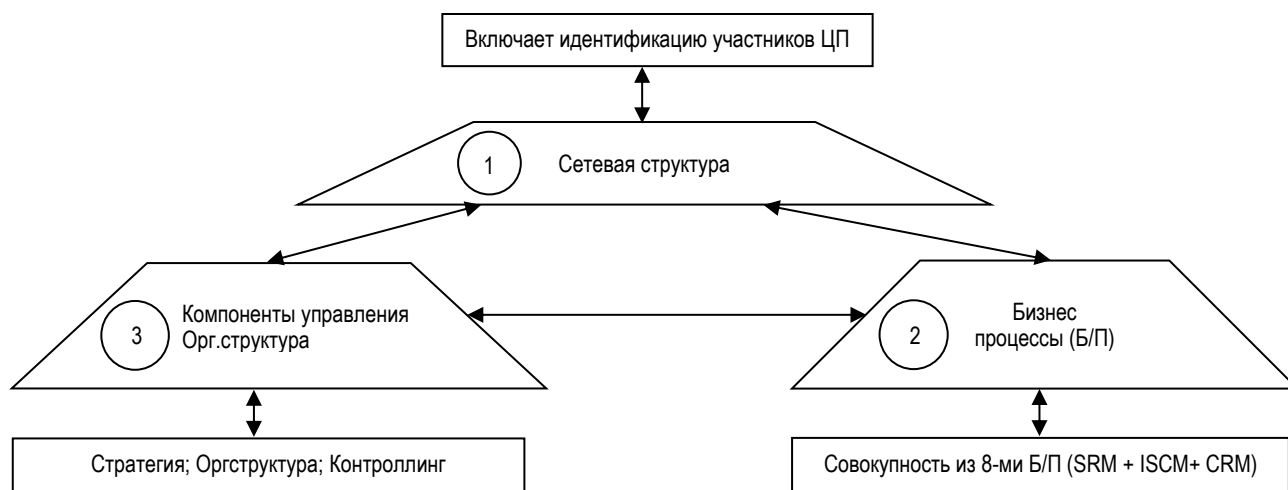 Включает идентификацию участников ЦП
1
Сетевая структура
3
Компоненты управления
Орг.структура
2
Бизнес
процессы (Б/П)
Стратегия; Оргструктура; Контроллинг
Совокупность из 8-ми Б/П (SRM + ISCM+ CRM)